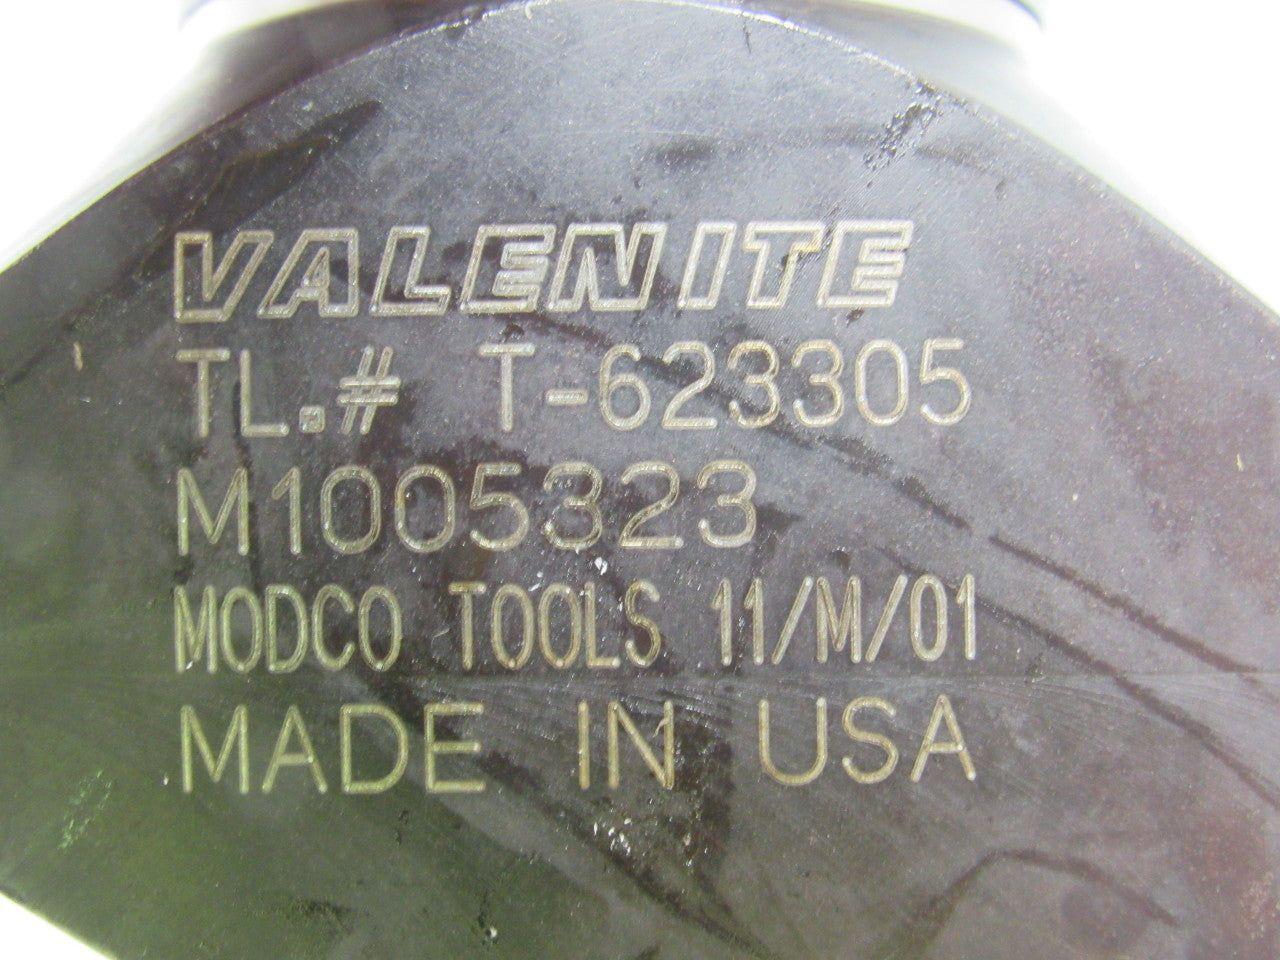 VALENITE
TL.# T-623305
M1005323
MODCO TOOLS 11/M/01
MADE IN USA